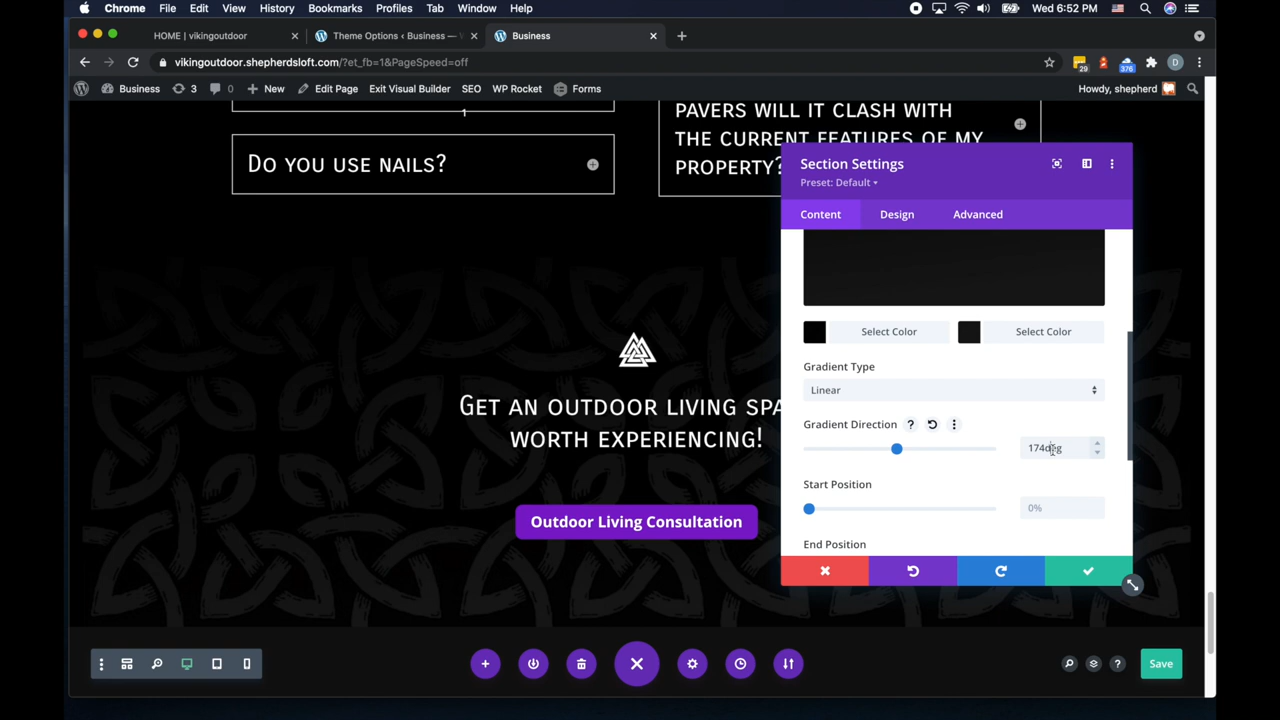 Chrome File Edit View History Bookmarks Profiles Tab Window Help Wed 6:52 PM
HOME | vikingoutdoor Theme Options ‹ Business — Business
vikingoutdoor.shepherdsloft.com/?et_fb=1&PageSpeed=off 29 376 D
Business 3 0 New Edit Page Exit Visual Builder SEO WP Rocket Forms Howdy, shepherd
1
Do you use nails?
PAVERS WILL IT CLASH WITH
THE CURRENT FEATURES OF MY
PROPERTY?
Get an outdoor living spa
worth experiencing!
Outdoor Living Consultation
Section Settings
Preset: Default
Content Design Advanced
Select Color Select Color
Gradient Type
Linear
Gradient Direction ?
174deg
Start Position
0%
End Position
? Save